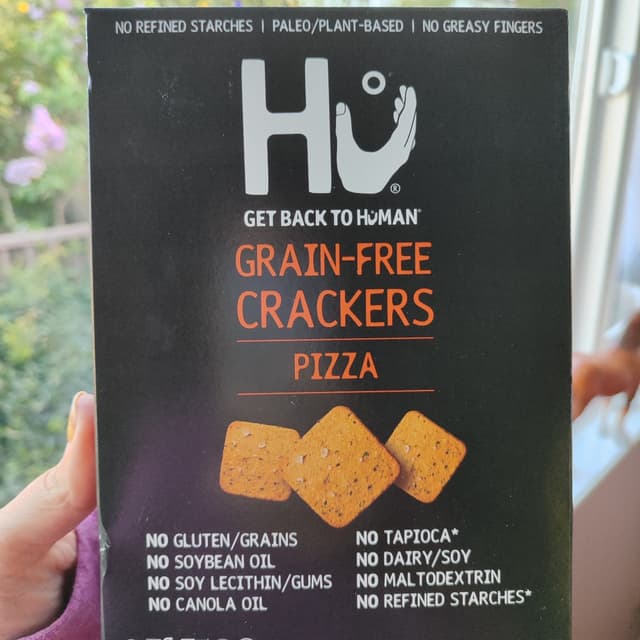 NO REFINED STARCHES | PALEO/PLANT-BASED | NO GREASY FINGERS
Hu®
GET BACK TO HUMAN®
GRAIN-FREE
CRACKERS
PIZZA
NO GLUTEN/GRAINS
NO SOYBEAN OIL
NO SOY LECITHIN/GUMS
NO CANOLA OIL
NO TAPIOCA*
NO DAIRY/SOY
NO MALTODEXTRIN
NO REFINED STARCHES*